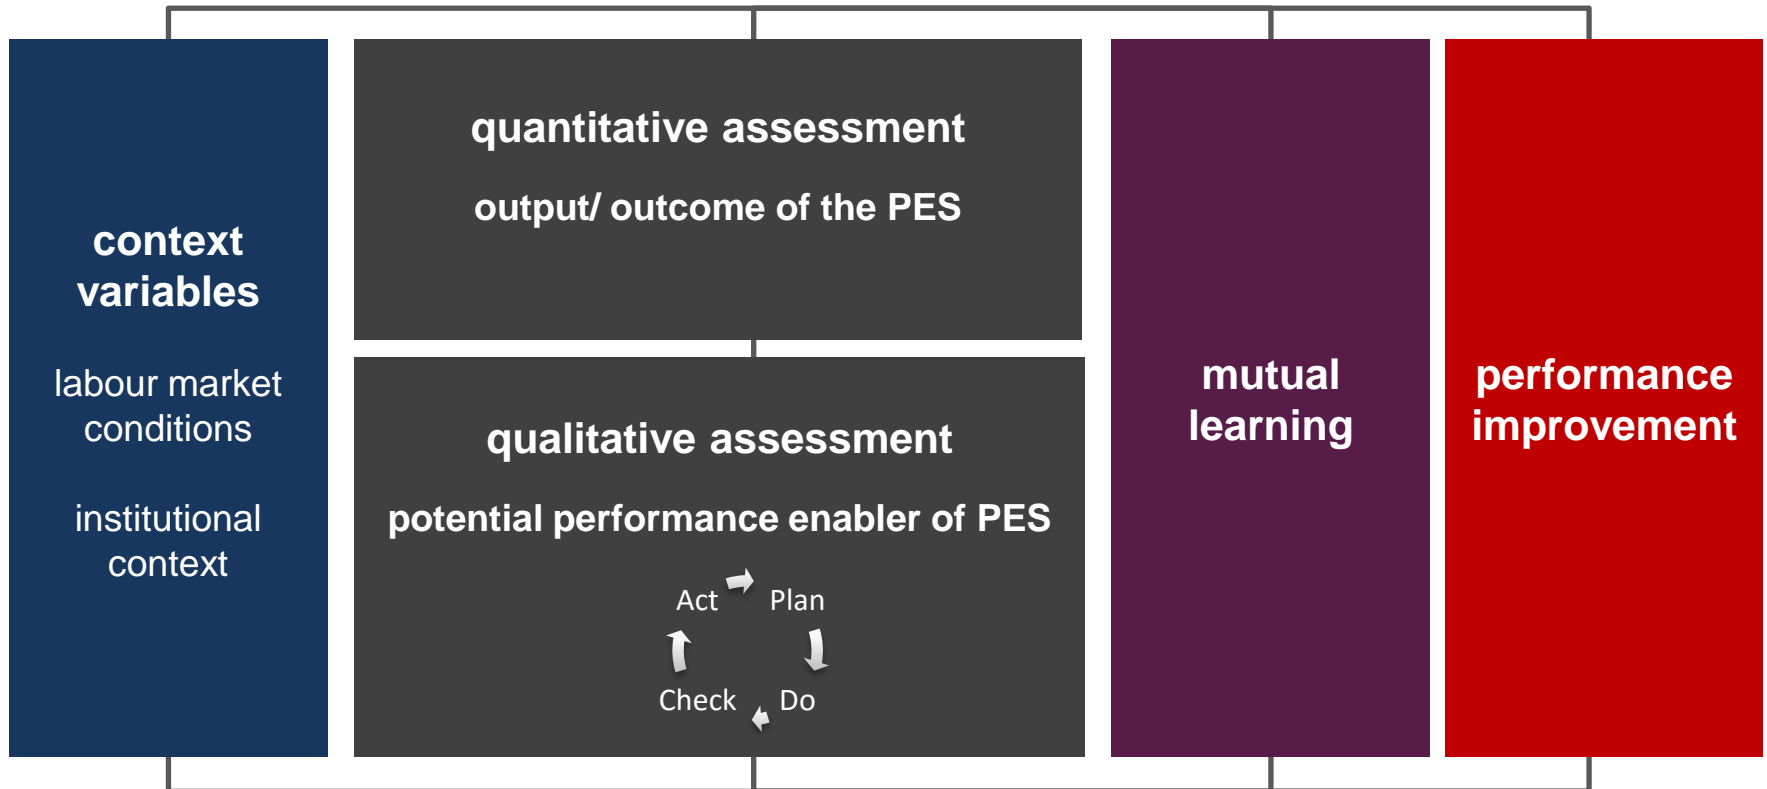 context
variables
labour market
conditions
institutional
context
quantitative assessment
output/ outcome of the PES
qualitative assessment
potential performance enabler of PES
Act
Plan
Check
Do
mutual
learning
performance
improvement